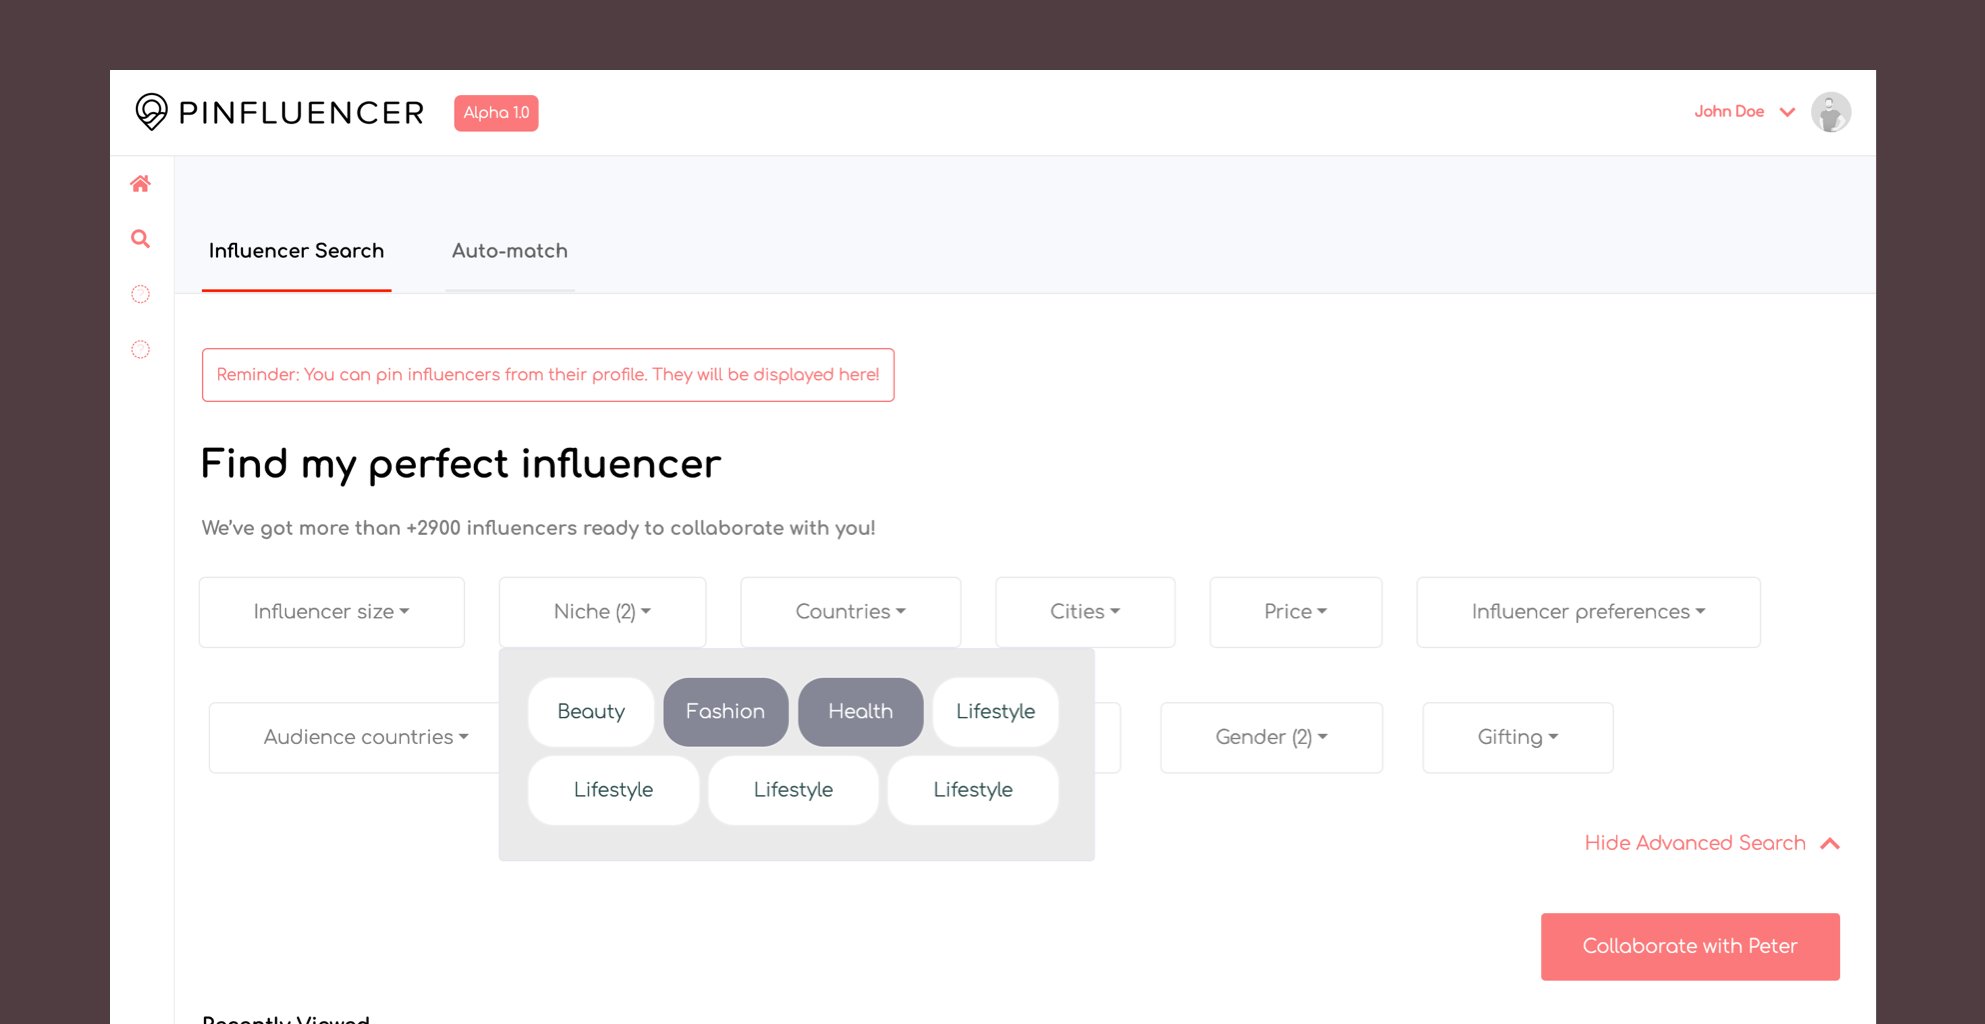 PINFLUENCER
Alpha 1.0
John Doe
Influencer Search
Auto-match
Reminder: You can pin influencers from their profile. They will be displayed here!
Find my perfect influencer
We've got more than +2900 influencers ready to collaborate with you!
Influencer size
Niche (2)
Countries
Cities
Price
Influencer preferences
Beauty
Fashion
Health
Lifestyle
Lifestyle
Lifestyle
Lifestyle
Audience countries
Gender (2)
Gifting
Hide Advanced Search
Collaborate with Peter
Recently Viewed